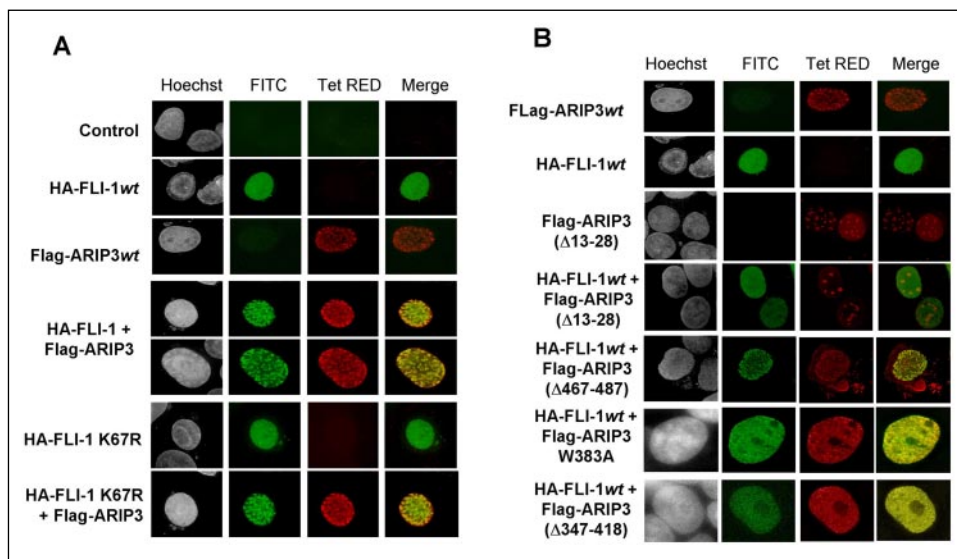 A
Hoechst FITC Tet RED Merge
Control
HA-FLI-1wt
Flag-ARIP3wt
HA-FLI-1 +
Flag-ARIP3
HA-FLI-1 K67R
HA-FLI-1 K67R
+ Flag-ARIP3
B
Hoechst FITC Tet RED Merge
FLag-ARIP3wt
HA-FLI-1wt
Flag-ARIP3
(Δ13-28)
HA-FLI-1wt +
Flag-ARIP3
(Δ13-28)
HA-FLI-1wt +
Flag-ARIP3
(Δ467-487)
HA-FLI-1wt +
Flag-ARIP3
W383A
HA-FLI-1wt +
Flag-ARIP3
(Δ347-418)